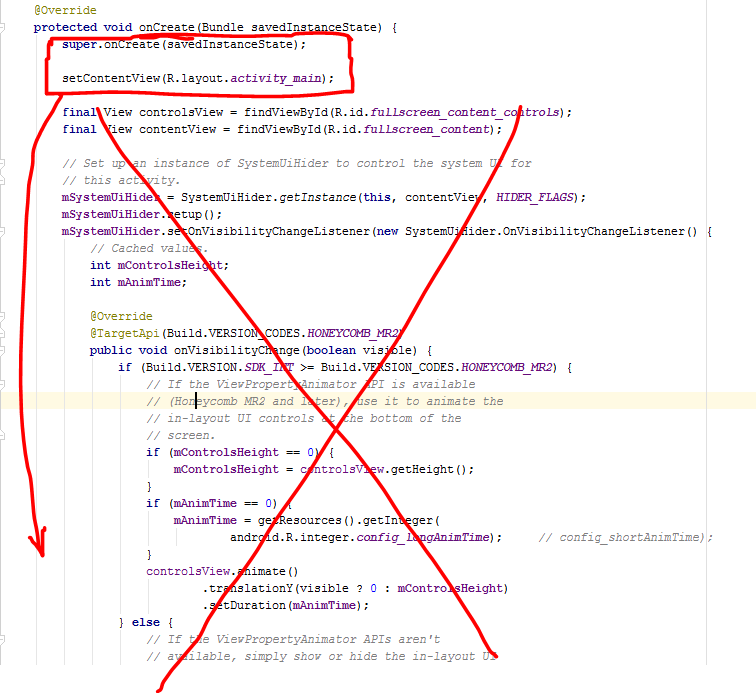 @Override
protected void onCreate(Bundle savedInstanceState) {
super.onCreate(savedInstanceState);
setContentView(R.layout.activity_main);
final View controlsView = findViewById(R.id.fullscreen_content_controls);
final View contentView = findViewById(R.id.fullscreen_content);
// Set up an instance of SystemUiHider to control the system UI for
// this activity.
mSystemUiHider = SystemUiHider.getInstance(this, contentView, HIDER_FLAGS);
mSystemUiHider.setup();
mSystemUiHider.setOnVisibilityChangeListener(new SystemUiHider.OnVisibilityChangeListener() {
// Cached values.
int mControlsHeight;
int mAnimTime;
@Override
@TargetApi(Build.VERSION_CODES.HONEYCOMB_MR2)
public void onVisibilityChange(boolean visible) {
if (Build.VERSION.SDK_INT >= Build.VERSION_CODES.HONEYCOMB_MR2) {
// If the ViewPropertyAnimator API is available
// (Honeycomb MR2 and later), use it to animate the
// in-layout UI controls at the bottom of the
// screen.
if (mControlsHeight == 0) {
mControlsHeight = controlsView.getHeight();
}
if (mAnimTime == 0) {
mAnimTime = getResources().getInteger(
android.R.integer.config_longAnimTime); // config_shortAnimTime);
}
controlsView.animate()
.translationY(visible ? 0 : mControlsHeight)
.setDuration(mAnimTime);
} else {
// If the ViewPropertyAnimator APIs aren't
// available, simply show or hide the in-layout UI